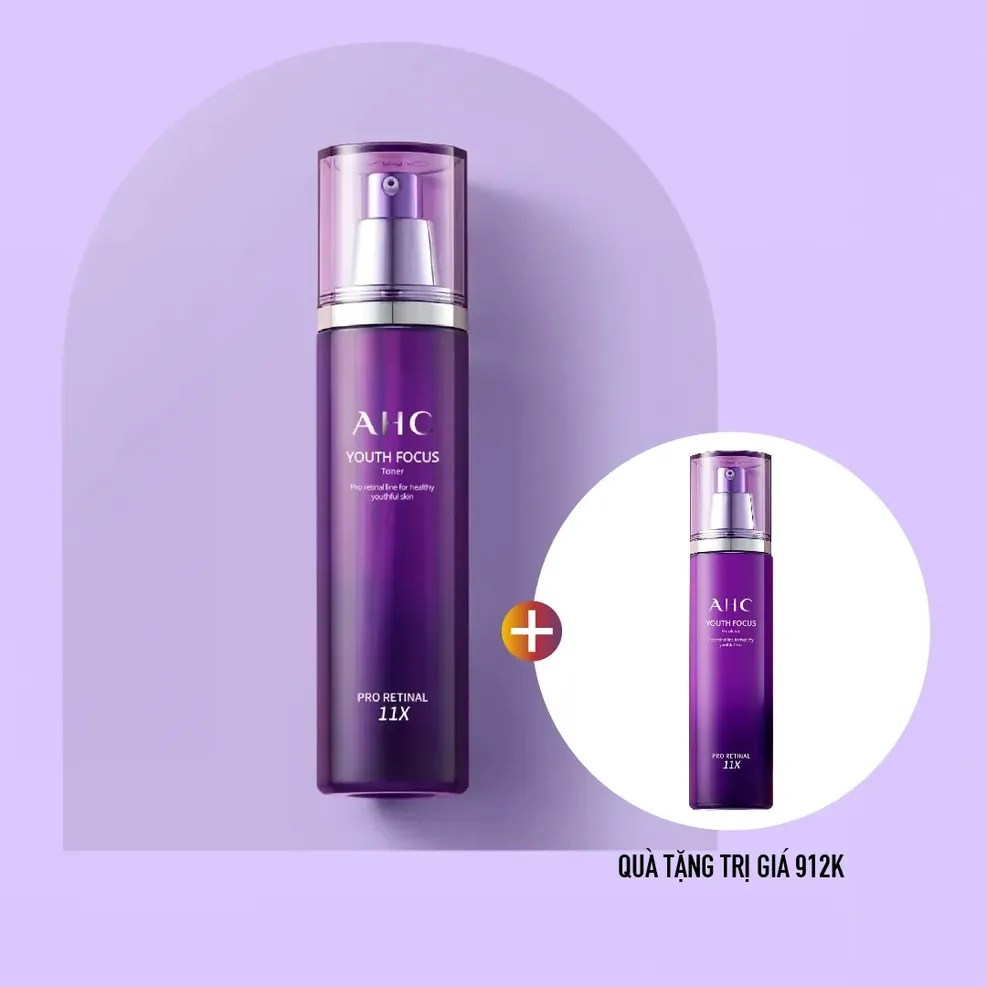 AHC
YOUTH FOCUS
Toner
Pro retinal line for healthy
youthful skin
PRO RETINAL
11X
AHC
YOUTH FOCUS
PRO RETINAL
11X
QUÀ TẶNG TRỊ GIÁ 912K